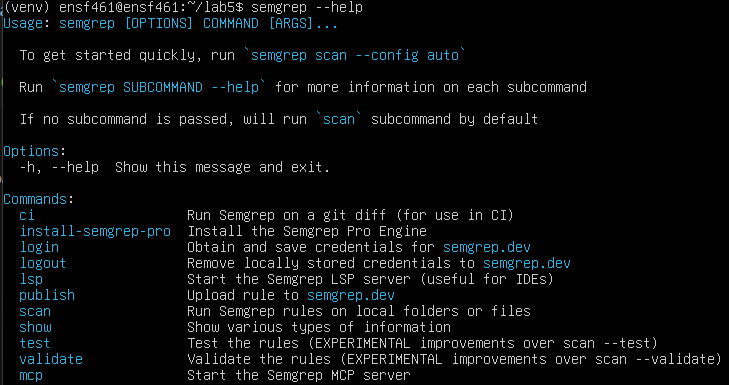 (venv) ensf461@ensf461:~/lab5$ semgrep --help
Usage: semgrep [OPTIONS] COMMAND [ARGS]...
To get started quickly, run `semgrep scan --config auto`
Run `semgrep SUBCOMMAND --help` for more information on each subcommand
If no subcommand is passed, will run `scan` subcommand by default
Options:
-h, --help  Show this message and exit.
Commands:
ci                   Run Semgrep on a git diff (for use in CI)
install-semgrep-pro  Install the Semgrep Pro Engine
login                Obtain and save credentials for semgrep.dev
logout               Remove locally stored credentials to semgrep.dev
lsp                  Start the Semgrep LSP server (useful for IDEs)
publish              Upload rule to semgrep.dev
scan                 Run Semgrep rules on local folders or files
show                 Show various types of information
test                 Test the rules (EXPERIMENTAL improvements over scan --test)
validate             Validate the rules (EXPERIMENTAL improvements over scan --validate)
mcp                  Start the Semgrep MCP server